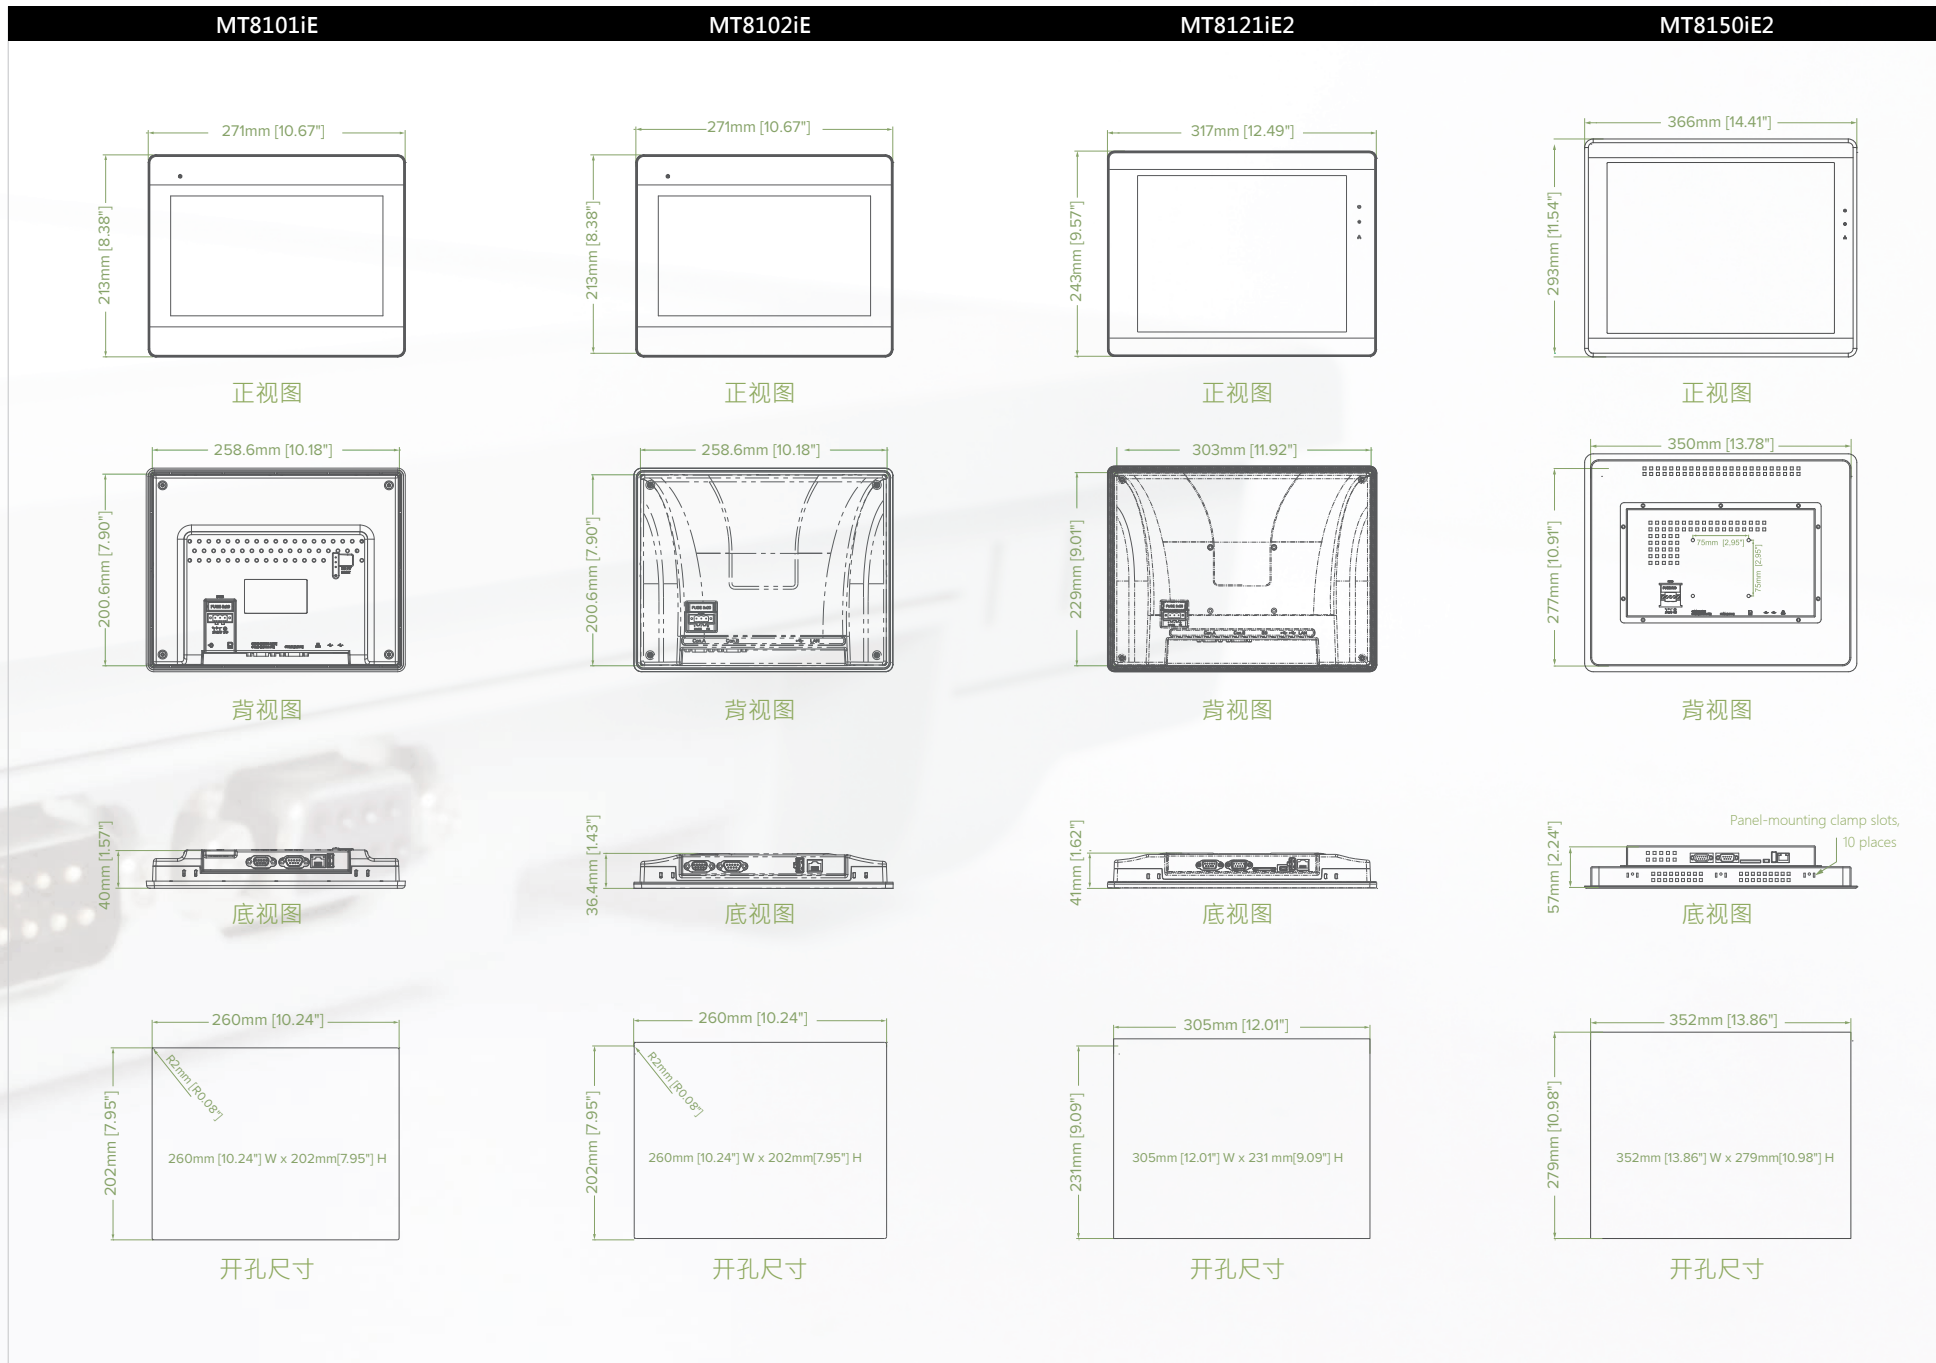 MT8101iE
MT8102iE
MT8121iE2
MT8150iE2
271mm [10.67"]
271mm [10.67"]
317mm [12.49"]
366mm [14.41"]
213mm [8.38"]
213mm [8.38"]
243mm [9.57"]
293mm [11.54"]
正视图
正视图
正视图
正视图
258.6mm [10.18"]
258.6mm [10.18"]
303mm [11.92"]
350mm [13.78"]
200.6mm [7.90"]
200.6mm [7.90"]
229mm [9.01"]
277mm [10.91"]
75mm [2.95"]
75mm [2.95"]
Com.A
Com.B
LAN
背视图
背视图
背视图
背视图
40mm [1.57"]
36.4mm [1.43"]
41mm [1.62"]
57mm [2.24"]
Panel-mounting clamp slots,
10 places
底视图
底视图
底视图
底视图
260mm [10.24"]
260mm [10.24"]
305mm [12.01"]
352mm [13.86"]
R2mm [R0.08"]
R2mm [R0.08"]
202mm [7.95"]
202mm [7.95"]
231mm [9.09"]
279mm [10.98"]
260mm [10.24"] W x 202mm[7.95"] H
260mm [10.24"] W x 202mm[7.95"] H
305mm [12.01"] W x 231 mm[9.09"] H
352mm [13.86"] W x 279mm[10.98"] H
开孔尺寸
开孔尺寸
开孔尺寸
开孔尺寸